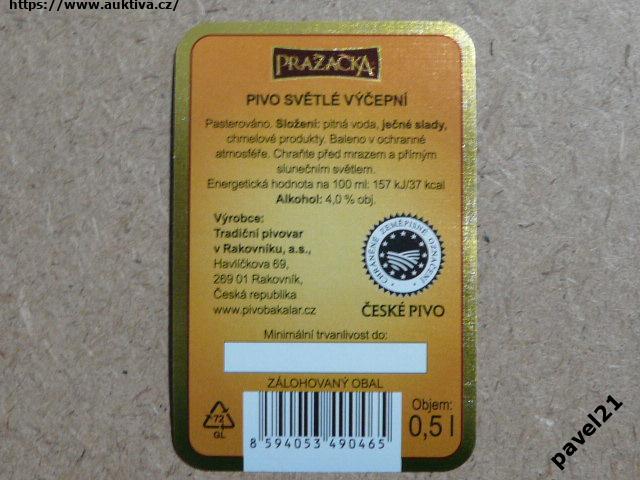 https://www.auktiva.cz/
PRAŽAČKA
PIVO SVĚTLÉ VÝČEPNÍ
Pasterováno. Složení: pitná voda, ječné slady,
chmelové produkty. Baleno v ochranné
atmosféře. Chraňte před mrazem a přímým
slunečním světlem.
Energetická hodnota na 100 ml: 157 kJ/37 kcal
Alkohol: 4,0 % obj.
Výrobce:
Tradiční pivovar
v Rakovníku, a.s.,
Havlíčkova 69,
269 01 Rakovník,
Česká republika
www.pivobakalar.cz
CHRÁNĚNÉ ZEMĚPISNÉ OZNAČENÍ
ČESKÉ PIVO
Minimální trvanlivost do:
ZÁLOHOVANÝ OBAL
72
GL
8 594053 490465
Objem:
0,5 l
pavel21